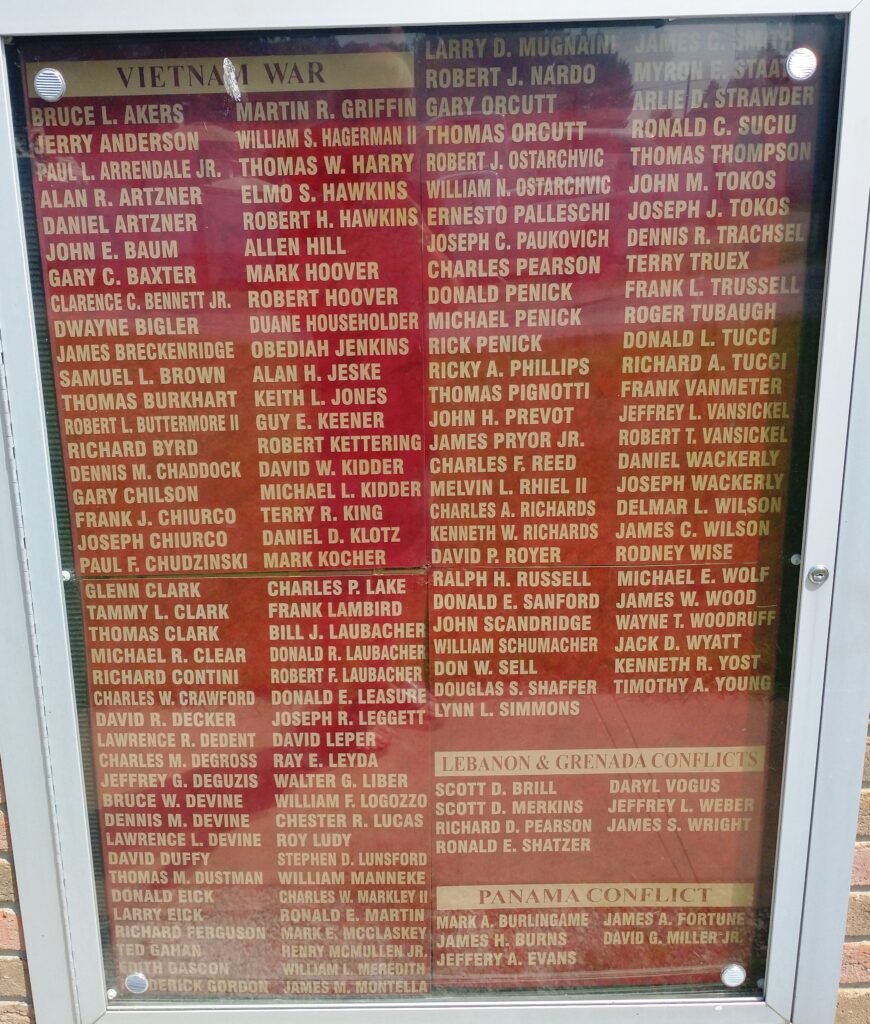 VIETNAM WAR
BRUCE L. AKERS
JERRY ANDERSON
PAUL L. ARRENDALE JR.
ALAN R. ARTZNER
DANIEL ARTZNER
JOHN E. BAUM
GARY C. BAXTER
CLARENCE C. BENNETT JR.
DWAYNE BIGLER
JAMES BRECKENRIDGE
SAMUEL L. BROWN
THOMAS BURKHART
ROBERT L. BUTTERMORE II
RICHARD BYRD
DENNIS M. CHADDOCK
GARY CHILSON
FRANK J. CHIURCO
JOSEPH CHIURCO
PAUL F. CHUDZINSKI
GLENN CLARK
TAMMY L. CLARK
THOMAS CLARK
MICHAEL R. CLEAR
RICHARD CONTINI
CHARLES W. CRAWFORD
DAVID R. DECKER
LAWRENCE R. DEDENT
CHARLES M. DEGROSS
JEFFREY G. DEGUZIS
BRUCE W. DEVINE
DENNIS M. DEVINE
LAWRENCE L. DEVINE
DAVID DUFFY
THOMAS M. DUSTMAN
DONALD EICK
LARRY EICK
RICHARD FERGUSON
TED GAHAN
GASCON
GORDON
MARTIN R. GRIFFIN
WILLIAM S. HAGERMAN II
THOMAS W. HARRY
ELMO S. HAWKINS
ROBERT H. HAWKINS
ALLEN HILL
MARK HOOVER
ROBERT HOOVER
DUANE HOUSEHOLDER
OBEDIAH JENKINS
ALAN H. JESKE
KEITH L. JONES
GUY E. KEENER
ROBERT KETTERING
DAVID W. KIDDER
MICHAEL L. KIDDER
TERRY R. KING
DANIEL D. KLOTZ
MARK KOCHER
CHARLES P. LAKE
FRANK LAMBIRD
BILL J. LAUBACHER
DONALD R. LAUBACHER
ROBERT F. LAUBACHER
DONALD E. LEASURE
JOSEPH R. LEGGETT
DAVID LEPER
RAY E. LEYDA
WALTER G. LIBER
WILLIAM F. LOGOZZO
CHESTER R. LUCAS
ROY LUDY
STEPHEN D. LUNSFORD
WILLIAM MANNEKE
CHARLES W. MARKLEY II
RONALD E. MARTIN
MARK E. MCCLASKEY
HENRY MCMULLEN JR.
WILLIAM L. MEREDITH
JAMES M. MONTELLA
LARRY D. MUGNAINI
ROBERT J. NARDO
GARY ORCUTT
THOMAS ORCUTT
ROBERT J. OSTARCHVIC
WILLIAM N. OSTARCHVIC
ERNESTO PALLESCHI
JOSEPH C. PAUKOVICH
CHARLES PEARSON
DONALD PENICK
MICHAEL PENICK
RICK PENICK
RICKY A. PHILLIPS
THOMAS PIGNOTTI
JOHN H. PREVOT
JAMES PRYOR JR.
CHARLES F. REED
MELVIN L. RHIEL II
CHARLES A. RICHARDS
KENNETH W. RICHARDS
DAVID P. ROYER
RALPH H. RUSSELL
DONALD E. SANFORD
JOHN SCANDRIDGE
WILLIAM SCHUMACHER
DON W. SELL
DOUGLAS S. SHAFFER
LYNN L. SIMMONS
JAMES C. SMITH
MYRON E.
ARLIE D. STRAWDER
RONALD C. SUCIU
THOMAS THOMPSON
JOHN M. TOKOS
JOSEPH J. TOKOS
DENNIS R. TRACHSEL
TERRY TRUEX
FRANK L. TRUSSELL
ROGER TUBAUGH
DONALD L. TUCCI
RICHARD A. TUCCI
FRANK VANMETER
JEFFREY L. VANSICKEL
ROBERT T. VANSICKEL
DANIEL WACKERLY
JOSEPH WACKERLY
DELMAR L. WILSON
JAMES C. WILSON
RODNEY WISE
MICHAEL E. WOLF
JAMES W. WOOD
WAYNE T. WOODRUFF
JACK D. WYATT
KENNETH R. YOST
TIMOTHY A. YOUNG
LEBANON & GRENADA CONFLICTS
SCOTT D. BRILL
SCOTT D. MERKINS
RICHARD D. PEARSON
RONALD E. SHATZER
DARYL VOGUS
JEFFREY L. WEBER
JAMES S. WRIGHT
PANAMA CONFLICT
MARK A. BURLINGAME
JAMES H. BURNS
JEFFERY A. EVANS
JAMES A. FORTUNE
DAVID G. MILLER JR.